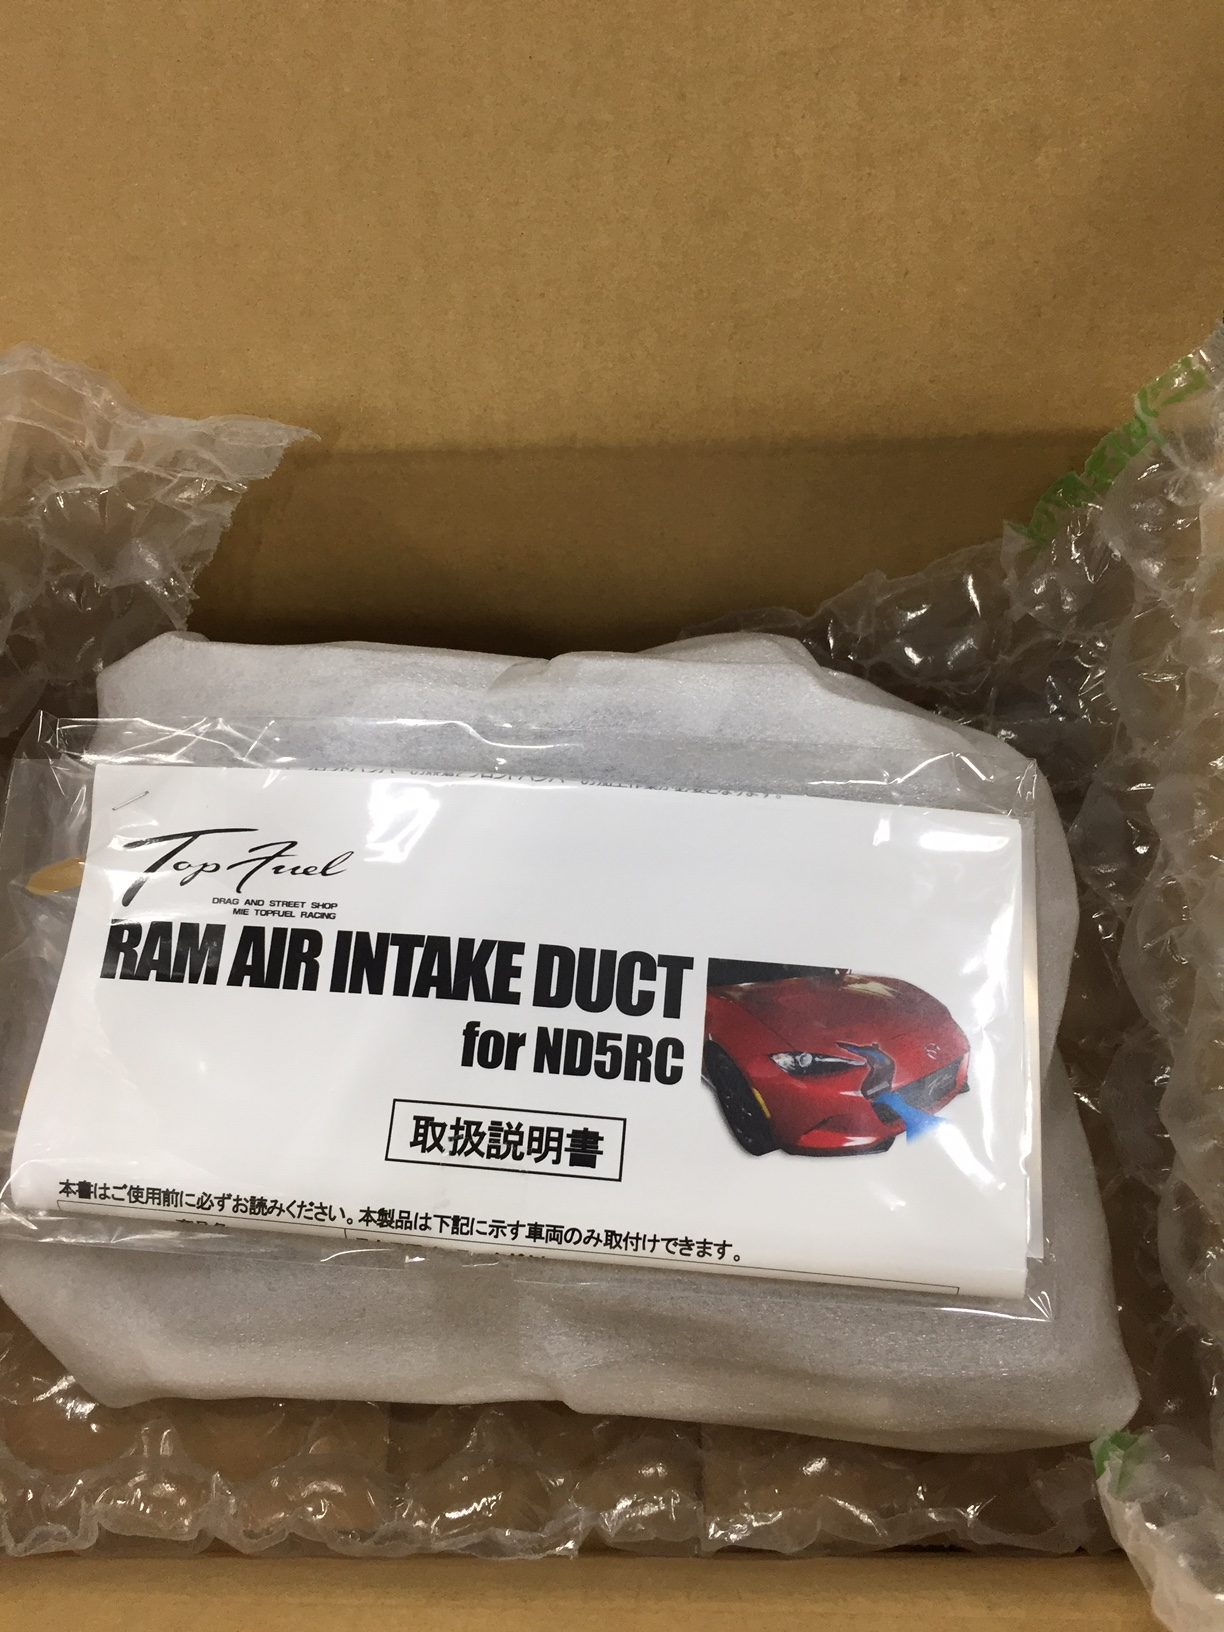 Top Fuel
DRAG AND STREET SHOP
MIE TOPFUEL RACING
RAM AIR INTAKE DUCT
for ND5RC
取扱説明書
本書はご使用前に必ずお読みください。本製品は下記に示す車両のみ取付けできます。